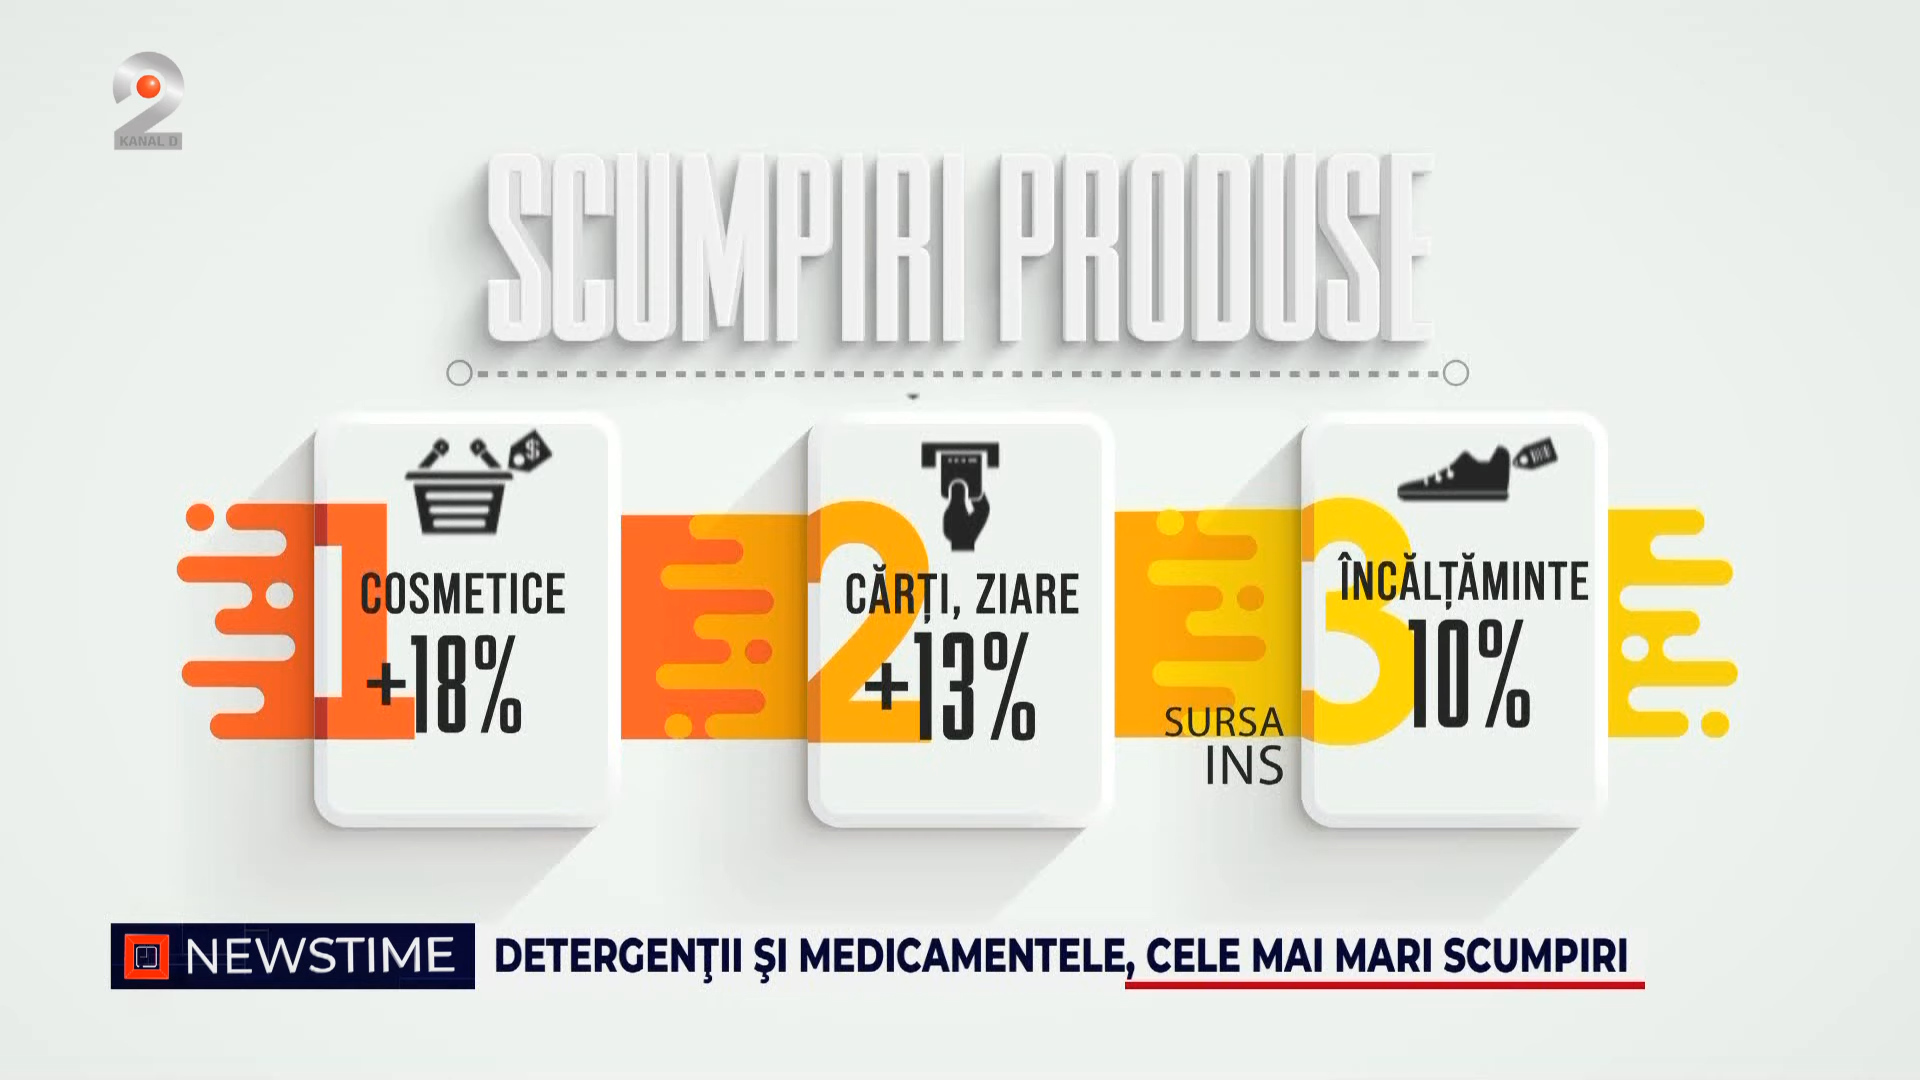 KANAL D
SCUMPIRI PRODUSE
1
COSMETICE
+18%
2
CĂRȚI, ZIARE
+13%
3
ÎNCĂLȚĂMINTE
10%
SURSA
INS
NEWSTIME
DETERGENŢII ŞI MEDICAMENTELE, CELE MAI MARI SCUMPIRI